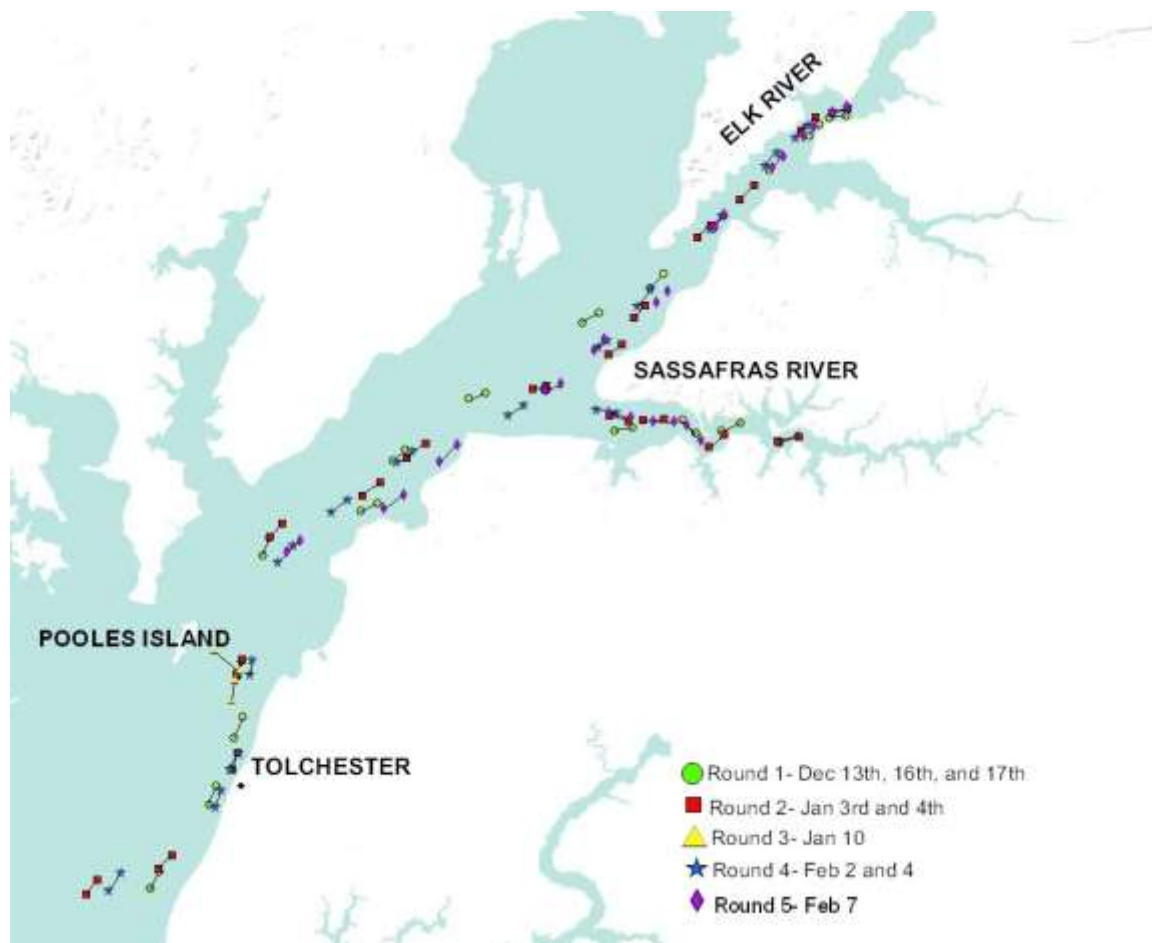 ELK RIVER
SASSAFRAS RIVER
POOLES ISLAND
TOLCHESTER
Round 1- Dec 13th, 16th, and 17th
Round 2- Jan 3rd and 4th
Round 3- Jan 10
Round 4- Feb 2 and 4
Round 5- Feb 7